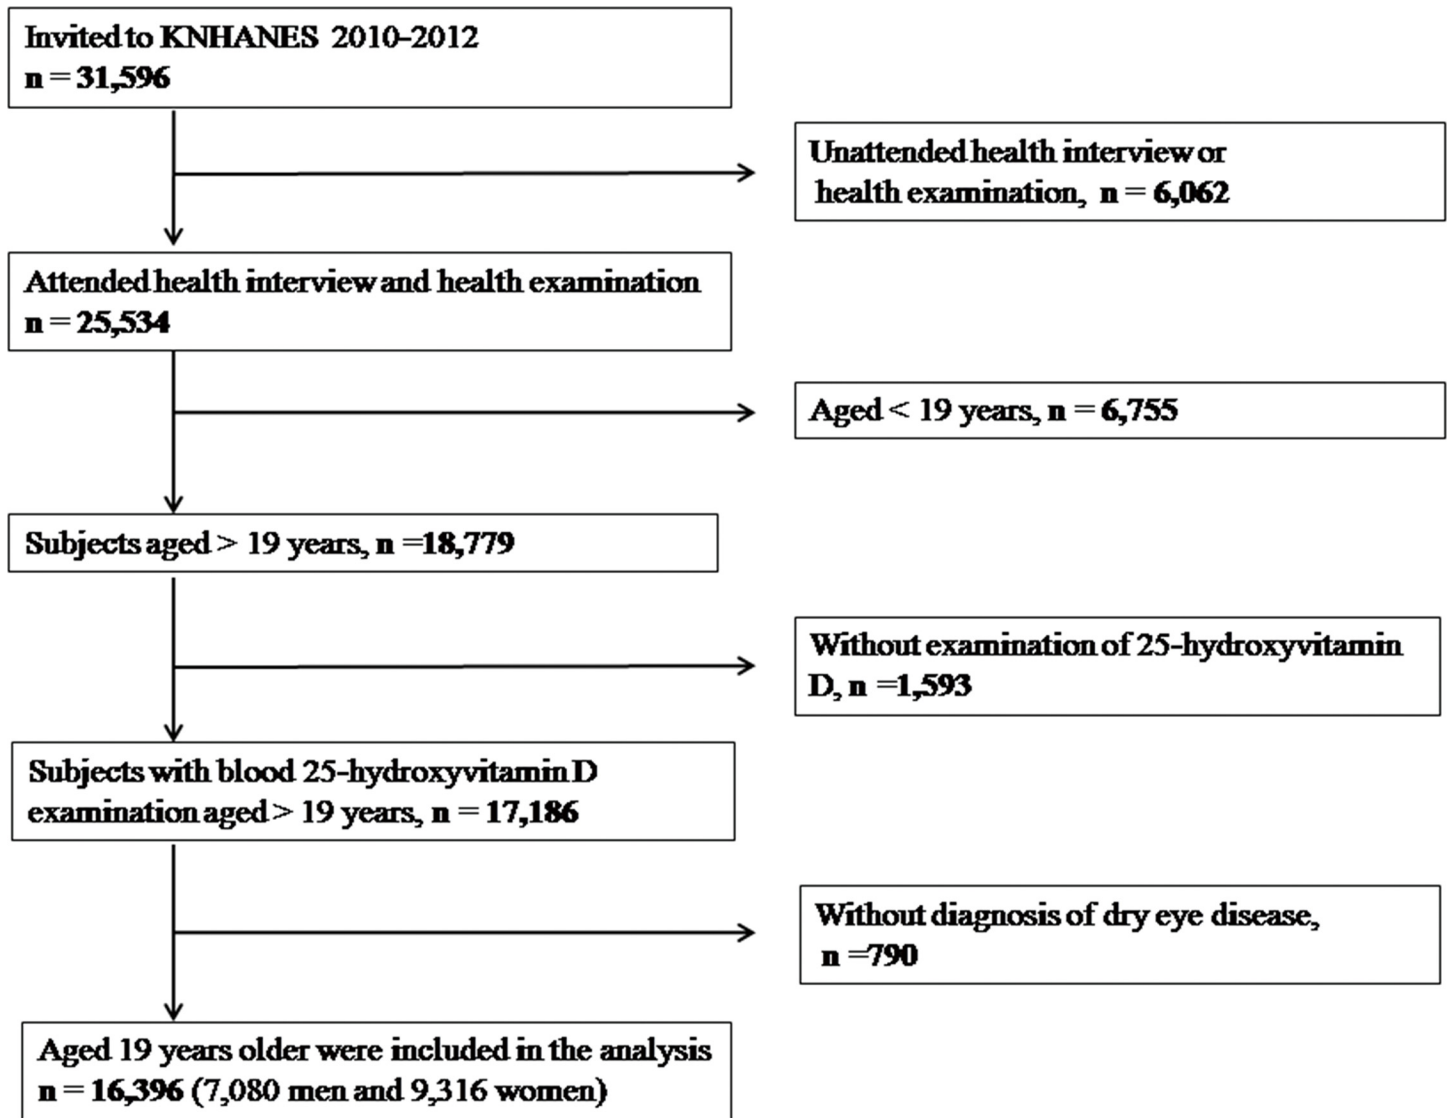 Invited to KNHANES 2010-2012
n = 31,596
Unattended health interview or
health examination, n = 6,062
Attended health interview and health examination
n = 25,534
Aged < 19 years, n = 6,755
Subjects aged > 19 years, n =18,779
Without examination of 25-hydroxyvitamin
D, n =1,593
Subjects with blood 25-hydroxyvitamin D
examination aged > 19 years, n = 17,186
Without diagnosis of dry eye disease,
n =790
Aged 19 years older were included in the analysis
n = 16,396 (7,080 men and 9,316 women)